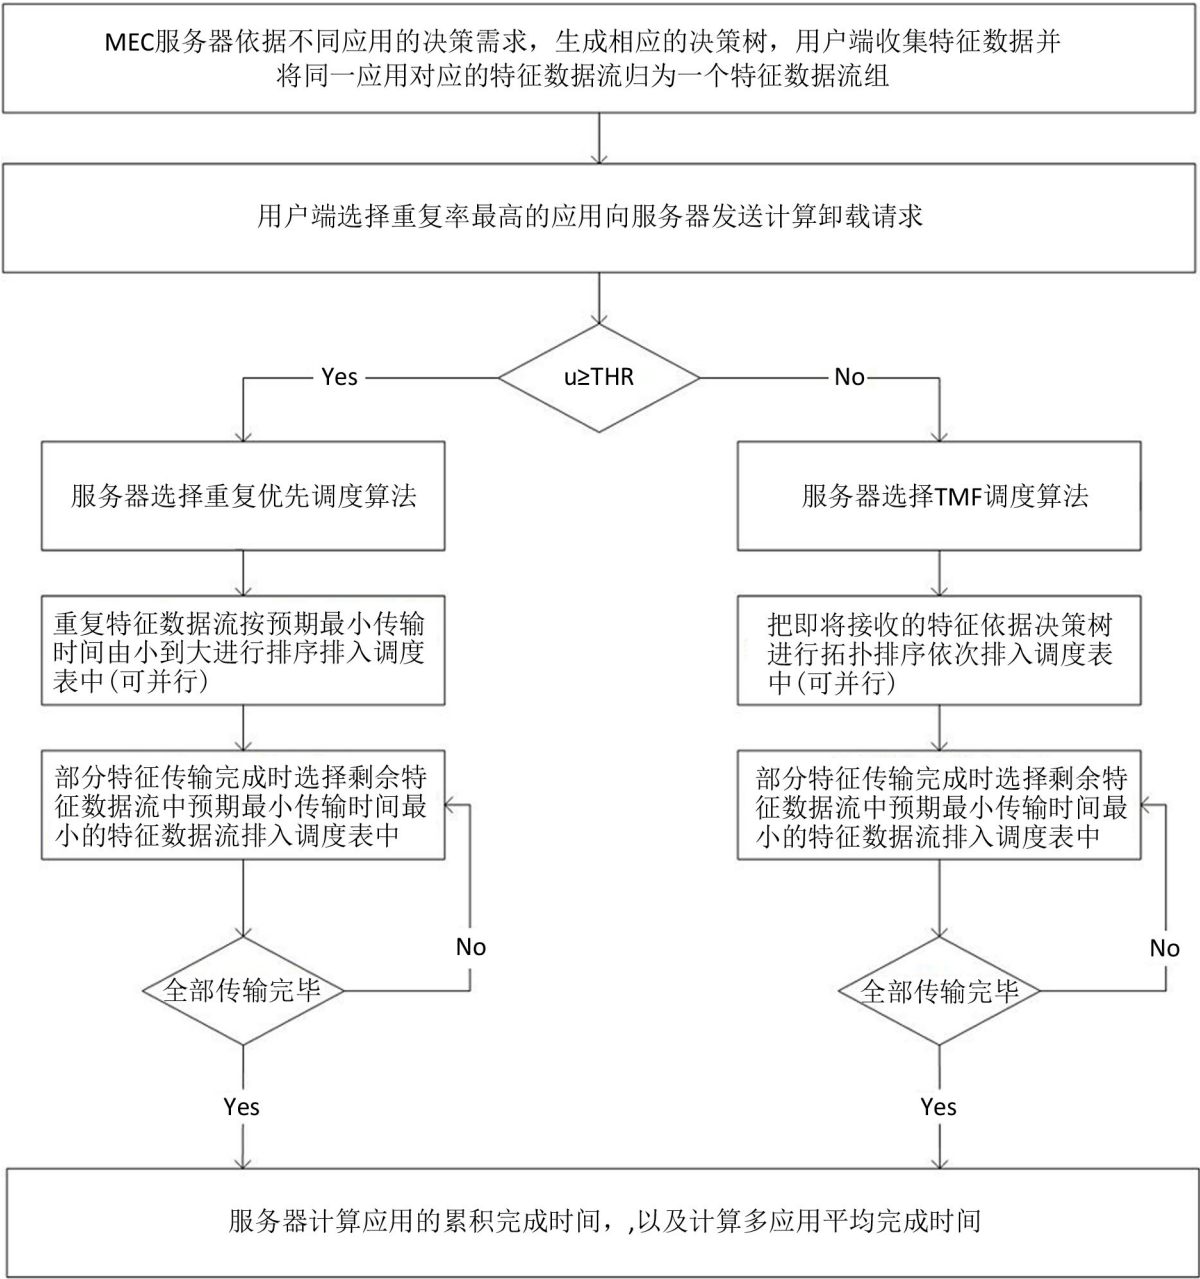 MEC服务器依据不同应用的决策需求，生成相应的决策树，用户端收集特征数据并
将同一应用对应的特征数据流归为一个特征数据流组
用户端选择重复率最高的应用向服务器发送计算卸载请求
u≥THR
Yes
No
服务器选择重复优先调度算法
服务器选择TMF调度算法
重复特征数据流按预期最小传输
时间由小到大进行排序排入调度
表中(可并行)
把即将接收的特征依据决策树
进行拓扑排序依次排入调度表
中(可并行)
部分特征传输完成时选择剩余特
征数据流中预期最小传输时间最
小的特征数据流排入调度表中
部分特征传输完成时选择剩余特
征数据流中预期最小传输时间最
小的特征数据流排入调度表中
No
No
全部传输完毕
全部传输完毕
Yes
Yes
服务器计算应用的累积完成时间，,以及计算多应用平均完成时间